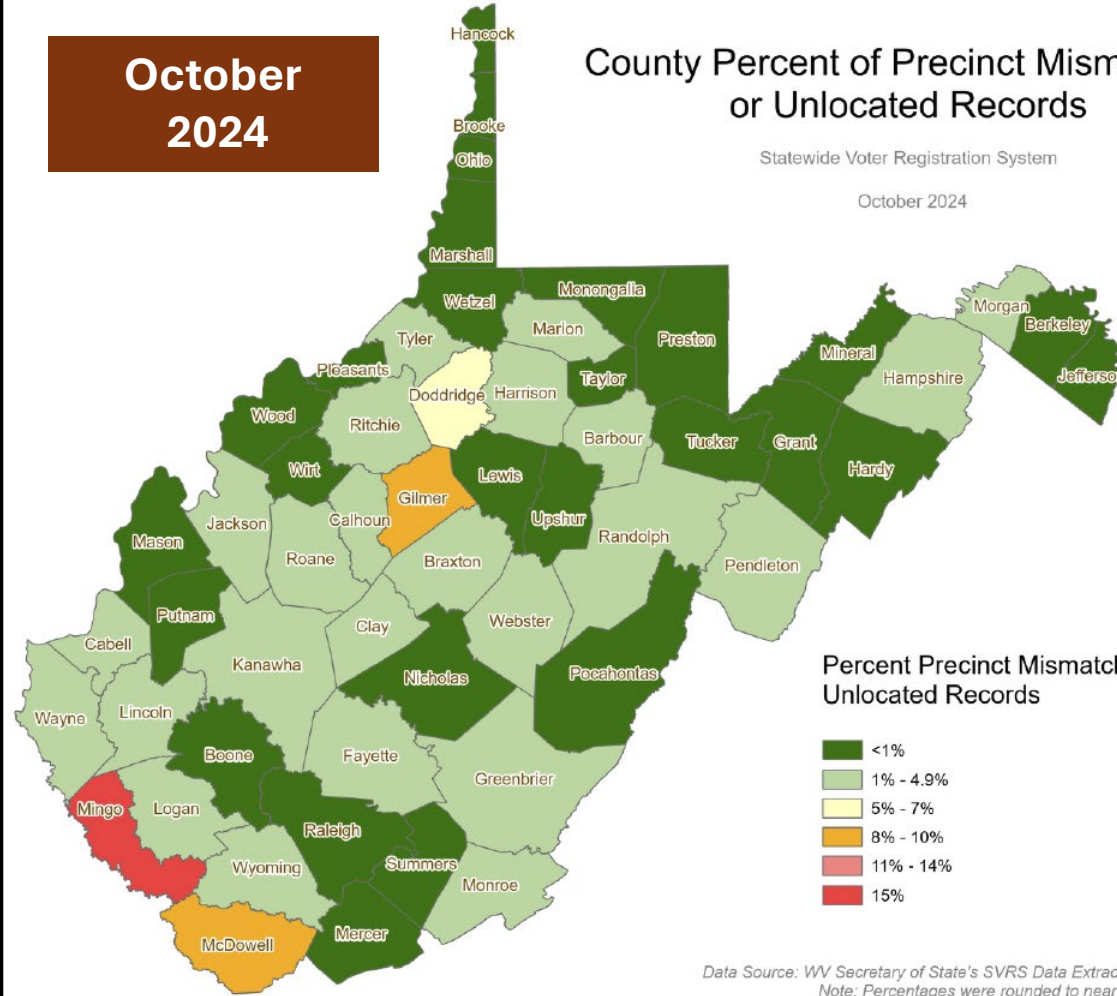 October
2024
County Percent of Precinct Mism
or Unlocated Records
Statewide Voter Registration System
October 2024
Hancock
Brooke
Ohio
Marshall
Wetzel
Monongalia
Morgan
Berkeley
Marion
Tyler
Preston
Mineral
Pleasants
Jefferso
Hampshire
Taylor
Doddridge
Harrison
Wood
Ritchie
Barbour
Tucker
Grant
Hardy
Wirt
Lewis
Gilmer
Upshur
Jackson
Calhoun
Mason
Randolph
Roane
Braxton
Pendleton
Putnam
Clay
Webster
Cabell
Kanawha
Nicholas
Pocahontas
Wayne
Lincoln
Boone
Fayette
Greenbrier
Mingo
Logan
Raleigh
Summers
Wyoming
Monroe
McDowell
Mercer
Percent Precinct Mismatch
Unlocated Records
<1%
1% - 4.9%
5% - 7%
8% - 10%
11% - 14%
15%
Data Source: WV Secretary of State's SVRS Data Extrac
Note: Percentages were rounded to near